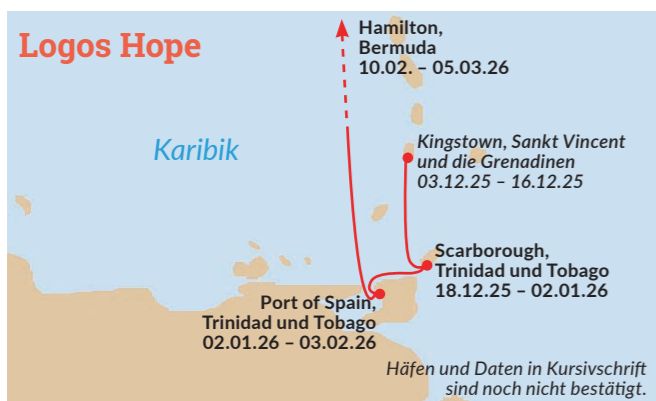 Logos Hope
Hamilton,
Bermuda
10.02. – 05.03.26
Karibik
Kingstown, Sankt Vincent
und die Grenadinen
03.12.25 – 16.12.25
Scarborough,
Trinidad und Tobago
18.12.25 – 02.01.26
Port of Spain,
Trinidad und Tobago
02.01.26 – 03.02.26
Häfen und Daten in Kursivschrift
sind noch nicht bestätigt.